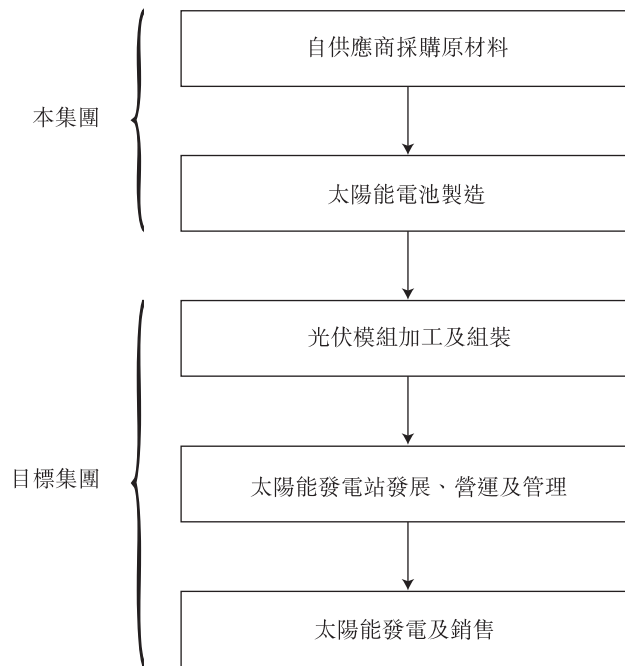 自供應商採購原材料
本集團
太陽能電池製造
光伏模組加工及組裝
目標集團
太陽能發電站發展、營運及管理
太陽能發電及銷售